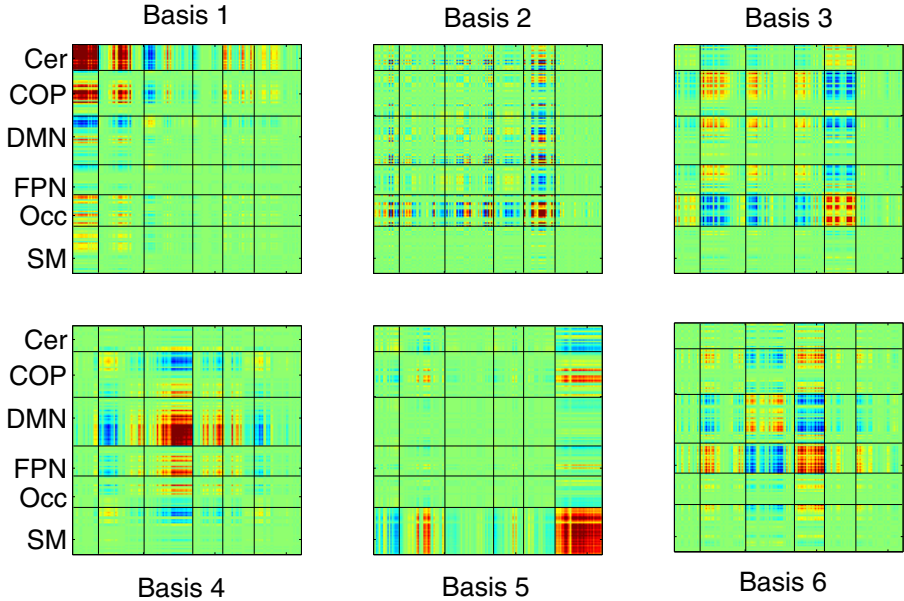 Basis 1
Basis 2
Basis 3
Cer
COP
DMN
FPN
Occ
SM
Cer
COP
DMN
FPN
Occ
SM
Basis 4
Basis 5
Basis 6